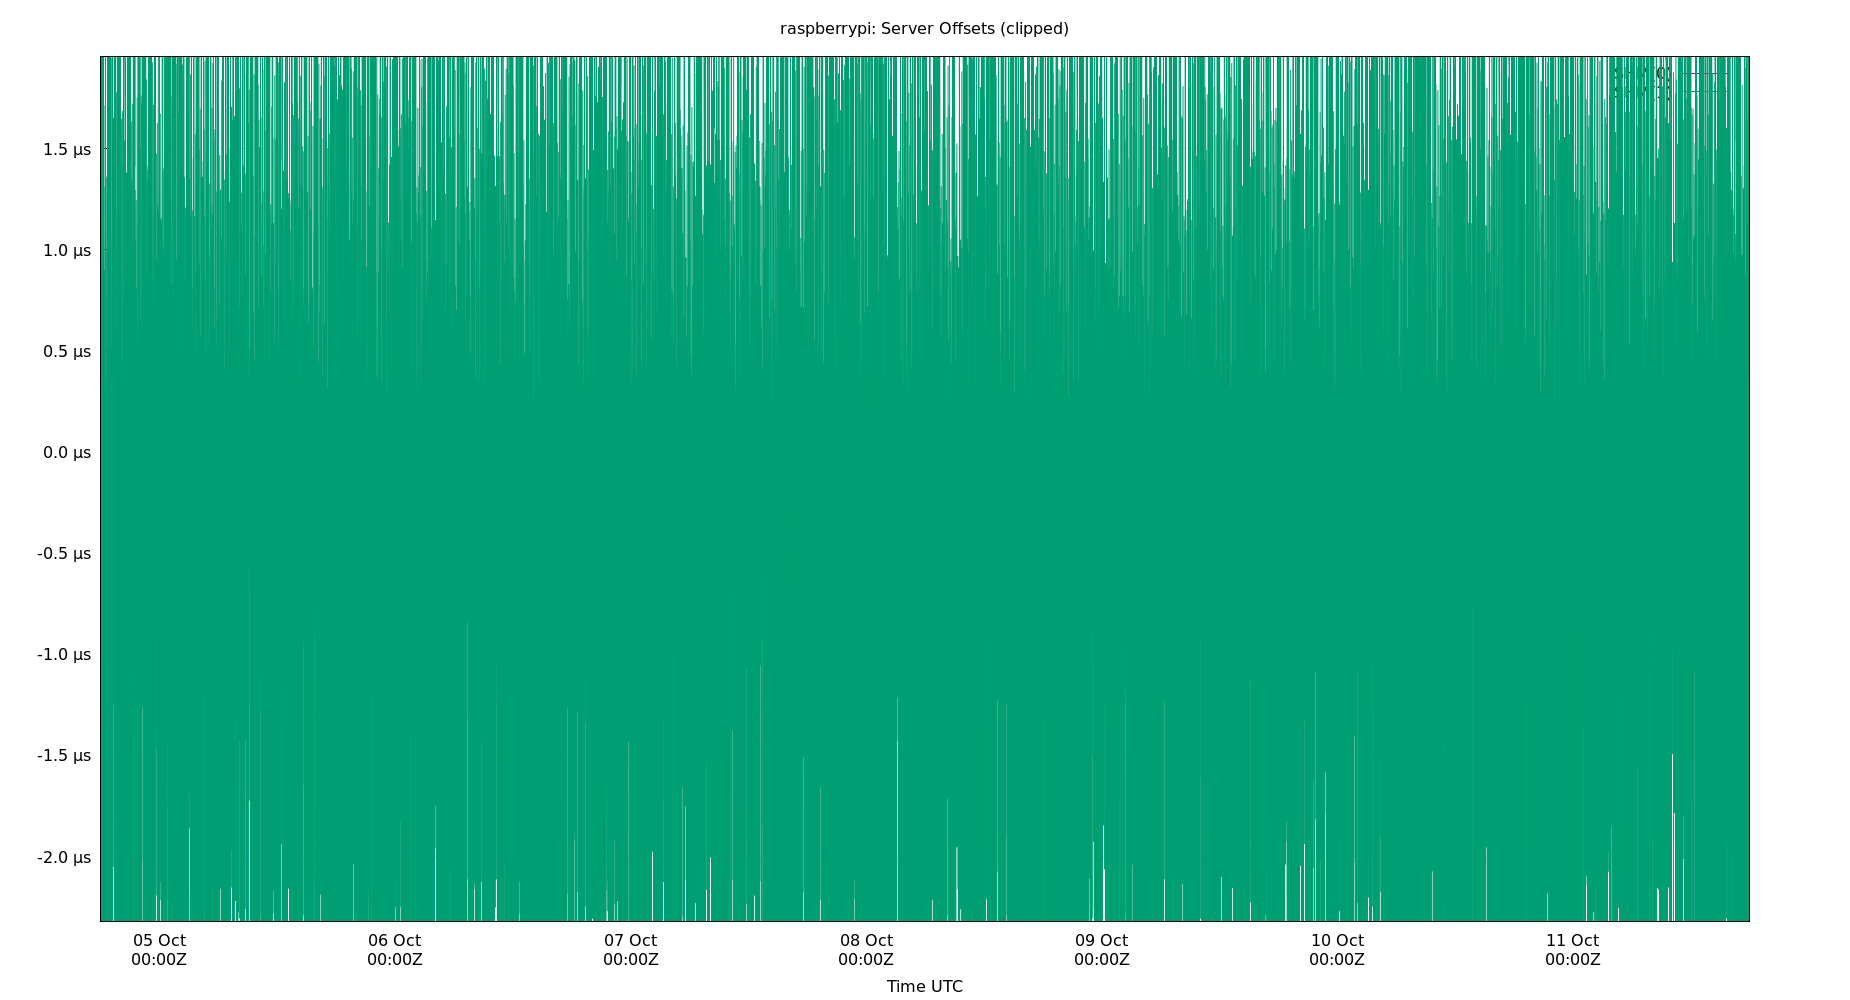 raspberrypi: Server Offsets (clipped)
1.5 µs
1.0 µs
0.5 µs
0.0 µs
-0.5 µs
-1.0 µs
-1.5 µs
-2.0 µs
05 Oct 06 Oct 07 Oct 08 Oct 09 Oct 10 Oct 11 Oct
00:00Z 00:00Z 00:00Z 00:00Z 00:00Z 00:00Z 00:00Z
Time UTC